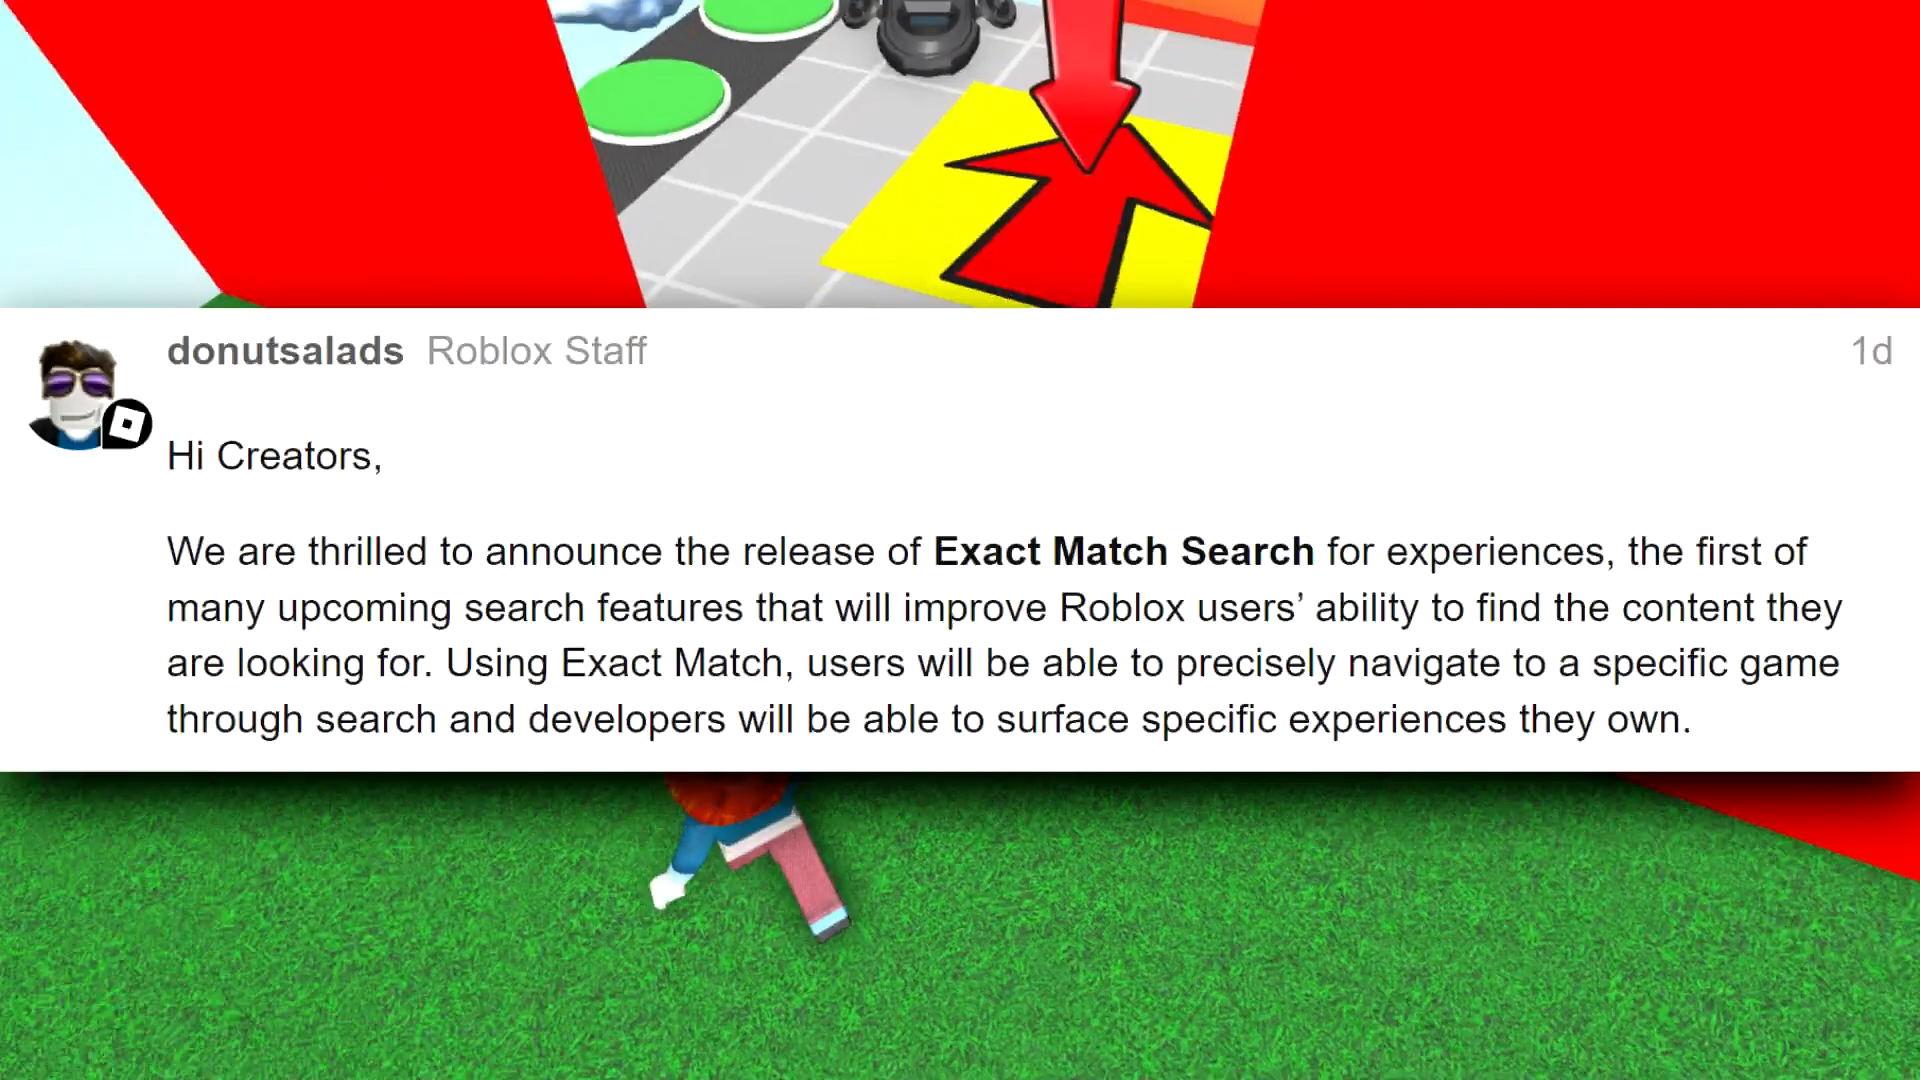 donutsalads Roblox Staff 1d
Hi Creators,
We are thrilled to announce the release of Exact Match Search for experiences, the first of
many upcoming search features that will improve Roblox users’ ability to find the content they
are looking for. Using Exact Match, users will be able to precisely navigate to a specific game
through search and developers will be able to surface specific experiences they own.